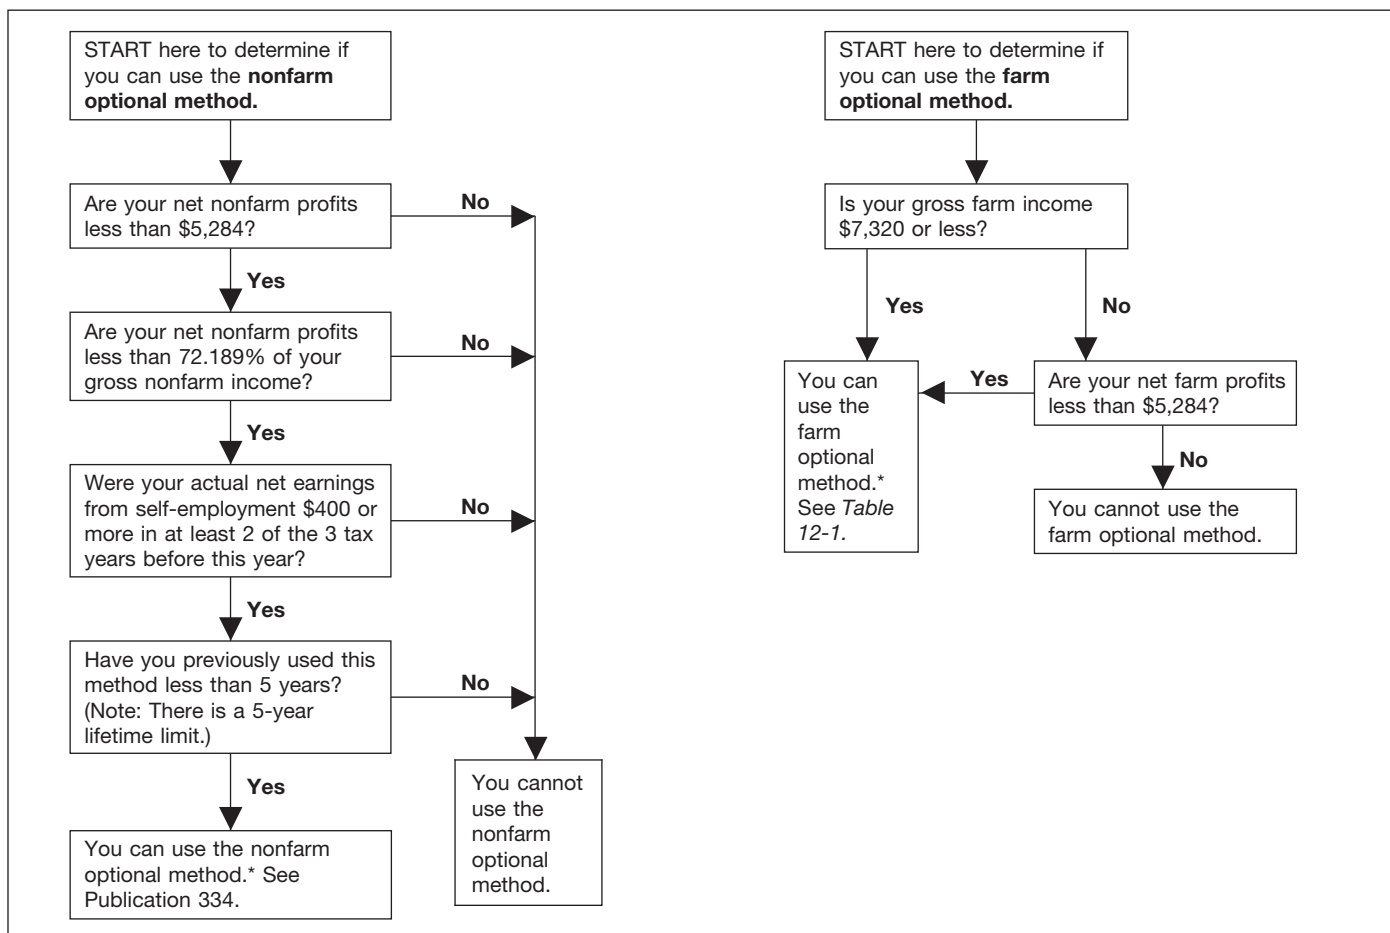 START here to determine if
you can use the nonfarm
optional method.
Are your net nonfarm profits
less than $5,284?
No
Yes
Are your net nonfarm profits
less than 72.189% of your
gross nonfarm income?
No
Yes
Were your actual net earnings
from self-employment $400 or
more in at least 2 of the 3 tax
years before this year?
No
Yes
Have you previously used this
method less than 5 years?
(Note: There is a 5-year
lifetime limit.)
No
Yes
You can use the nonfarm
optional method.* See
Publication 334.
You cannot
use the
nonfarm
optional
method.
START here to determine if
you can use the farm
optional method.
Is your gross farm income
$7,320 or less?
Yes
No
You can
use the
farm
optional
method.*
See Table
12-1.
Yes
Are your net farm profits
less than $5,284?
No
You cannot use the
farm optional method.